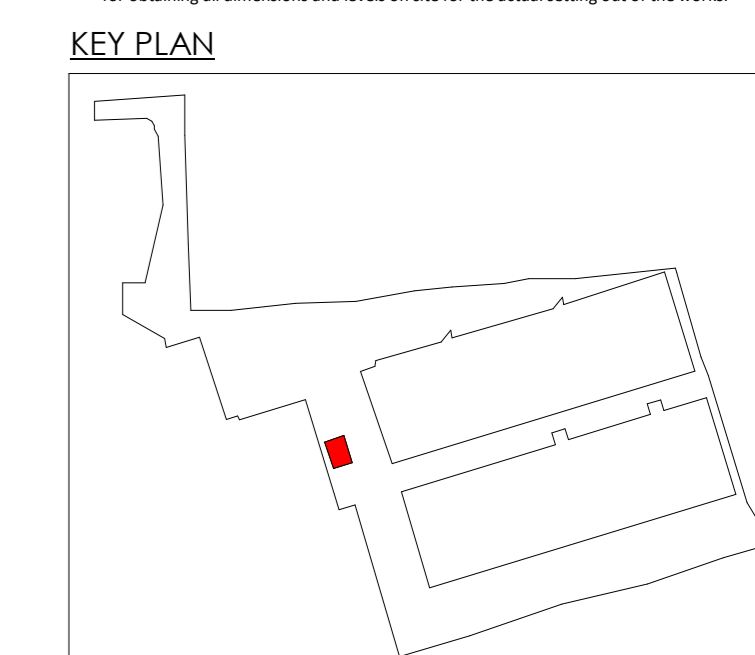 for obtaining all dimensions and levels on site for the actual setting out of the works.
KEY PLAN